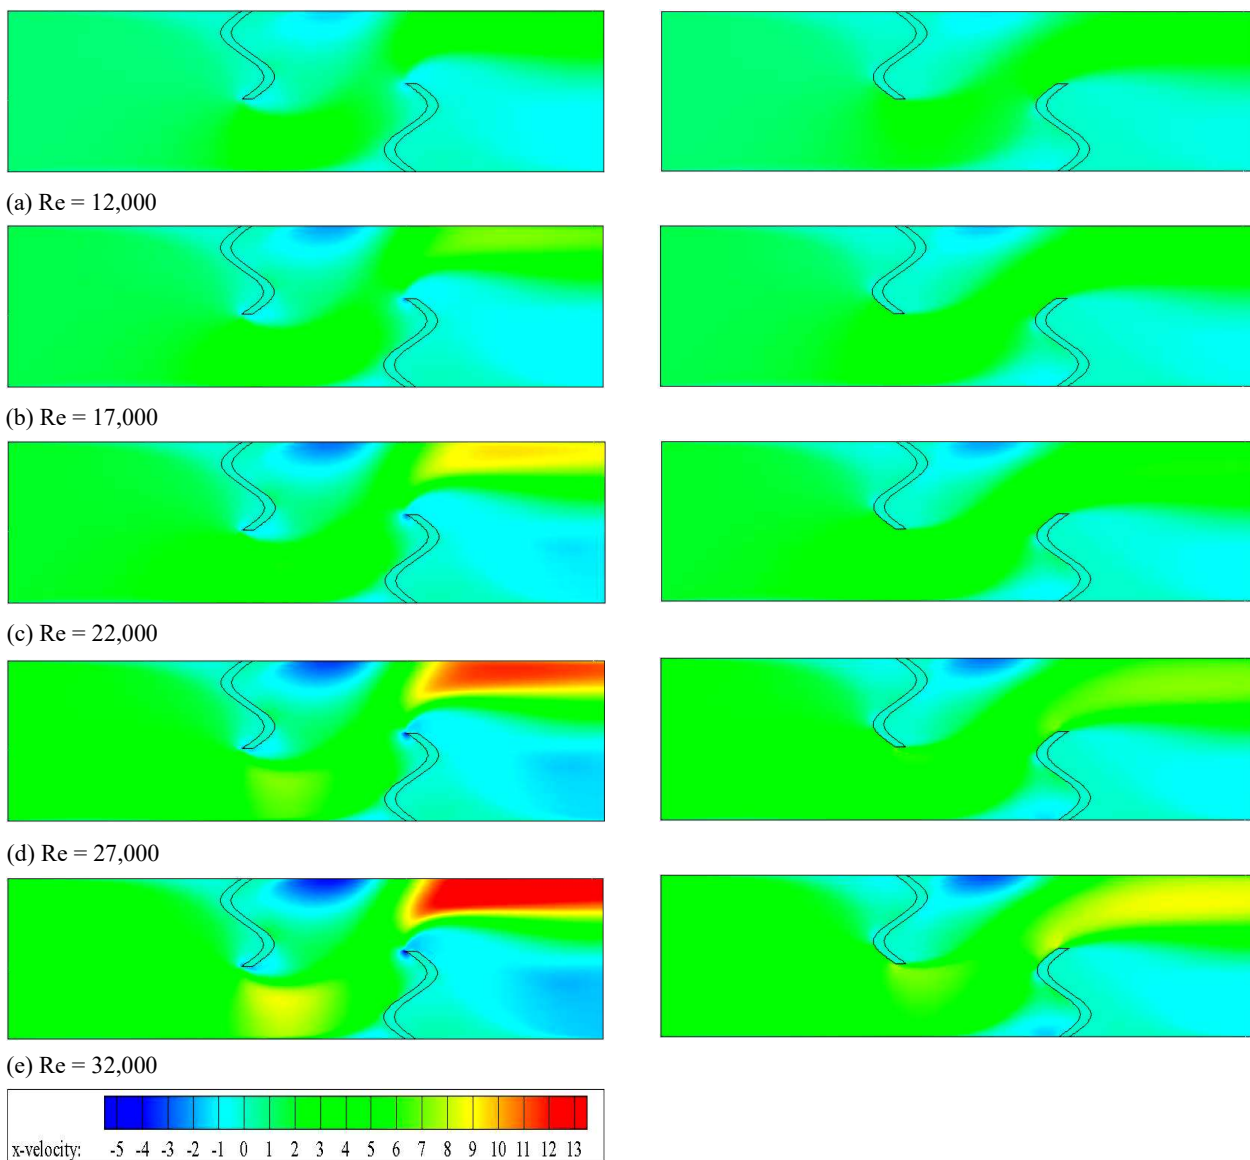 (a) Re = 12,000
(b) Re = 17,000
(c) Re = 22,000
(d) Re = 27,000
(e) Re = 32,000
x-velocity: -5 -4 -3 -2 -1 0 1 2 3 4 5 6 7 8 9 10 11 12 13